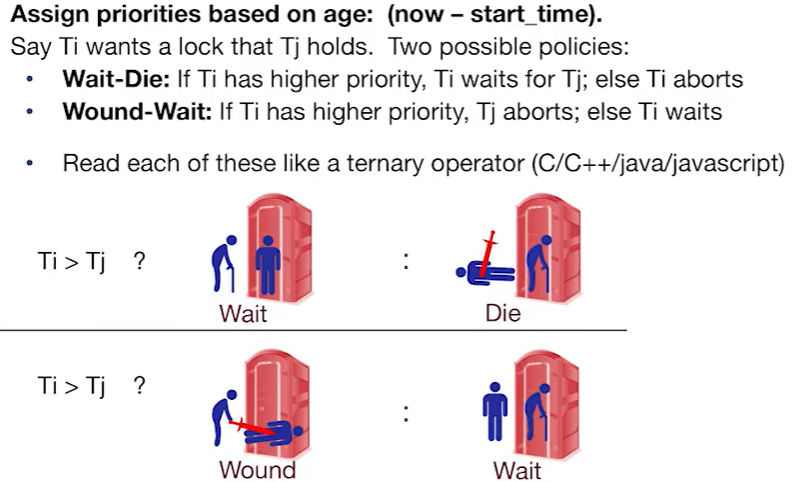 Assign priorities based on age: (now – start_time).
Say Ti wants a lock that Tj holds. Two possible policies:
• Wait-Die: If Ti has higher priority, Ti waits for Tj; else Ti aborts
• Wound-Wait: If Ti has higher priority, Tj aborts; else Ti waits
• Read each of these like a ternary operator (C/C++/java/javascript)
Ti > Tj ? :
Wait Die
Ti > Tj ? :
Wound Wait